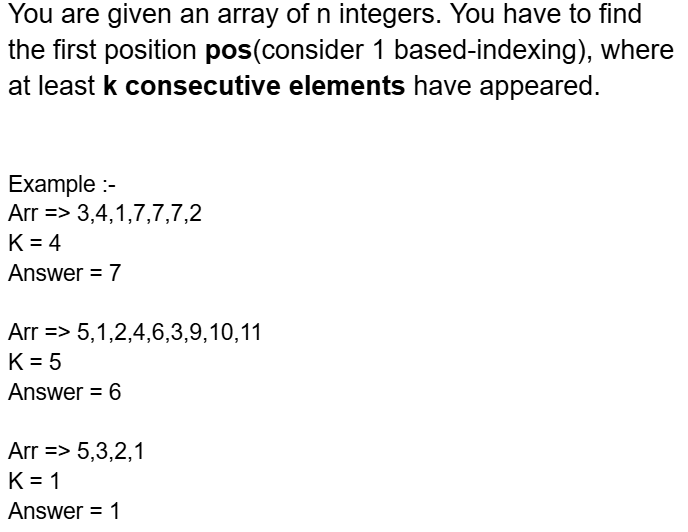 You are given an array of n integers. You have to find
the first position pos(consider 1 based-indexing), where
at least k consecutive elements have appeared.
Example :-
Arr => 3,4,1,7,7,7,2
K = 4
Answer = 7
Arr => 5,1,2,4,6,3,9,10,11
K = 5
Answer = 6
Arr => 5,3,2,1
K = 1
Answer = 1